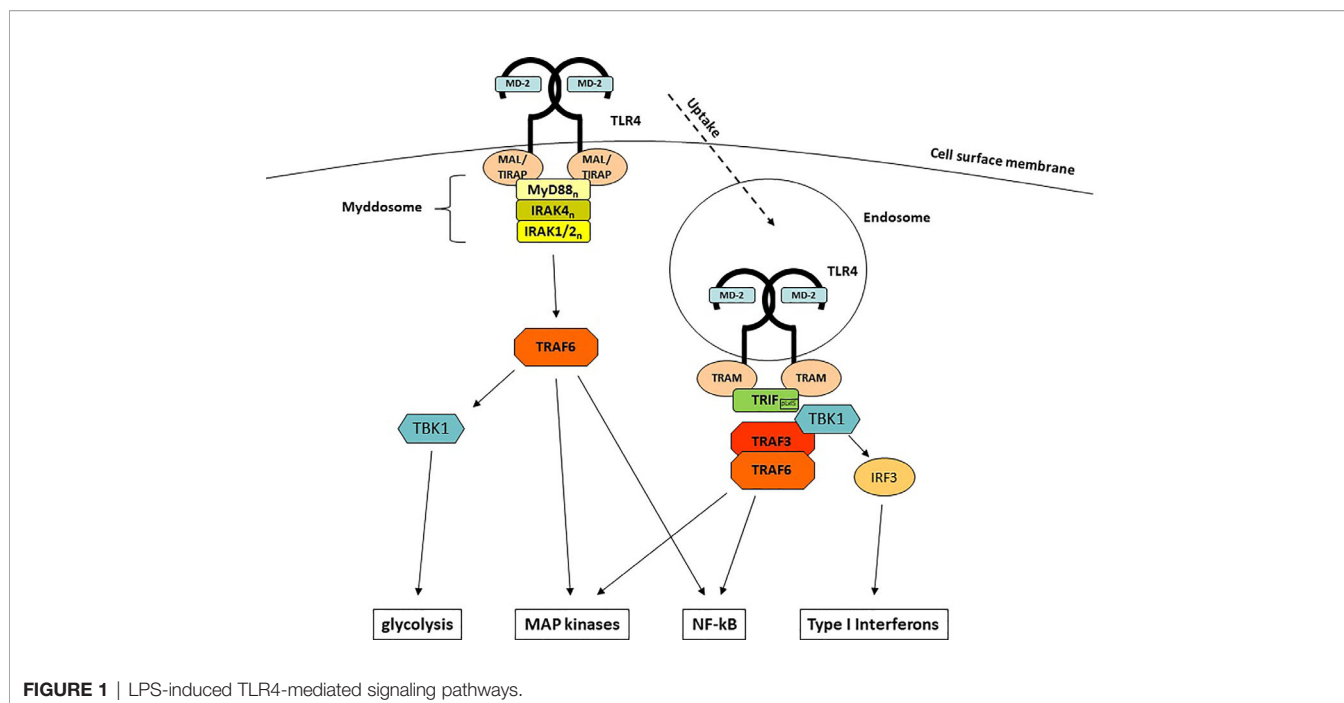 MD-2
MD-2
TLR4
Uptake
Cell surface membrane
MAL/
TIRAP
MAL/
TIRAP
Myddosome
MyD88n
IRAK4n
IRAK1/2n
Endosome
TLR4
MD-2
MD-2
TRAF6
TRAM
TRAM
TRIF
TBK1
TBK1
TRAF3
TRAF6
IRF3
glycolysis
MAP kinases
NF-kB
Type I Interferons
FIGURE 1 | LPS-induced TLR4-mediated signaling pathways.